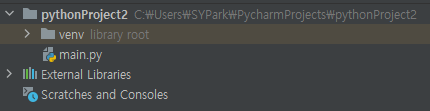 pythonProject2 C:₩Users₩SYPark₩PycharmProjects₩pythonProject2
venv library root
main.py
External Libraries
Scratches and Consoles